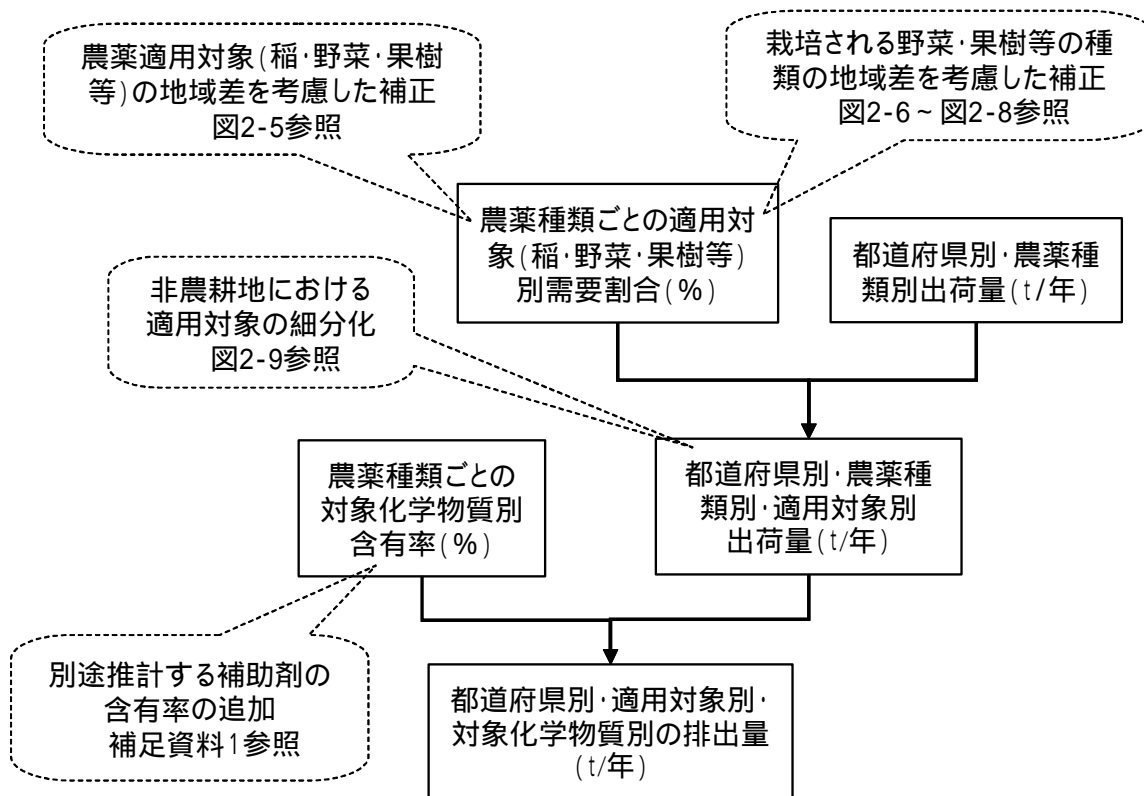 農薬適用対象(稲・野菜・果樹
等)の地域差を考慮した補正
図2-5参照
栽培される野菜・果樹等の種
類の地域差を考慮した補正
図2-6~図2-8参照
農薬種類ごとの適用対
象(稲・野菜・果樹等)
別需要割合(%)
都道府県別・農薬種
類別出荷量(t/年)
非農耕地における
適用対象の細分化
図2-9参照
農薬種類ごとの
対象化学物質別
含有率(%)
都道府県別・農薬種
類別・適用対象別
出荷量(t/年)
別途推計する補助剤の
含有率の追加
補足資料1参照
都道府県別・適用対象別・
対象化学物質別の排出量
(t/年)